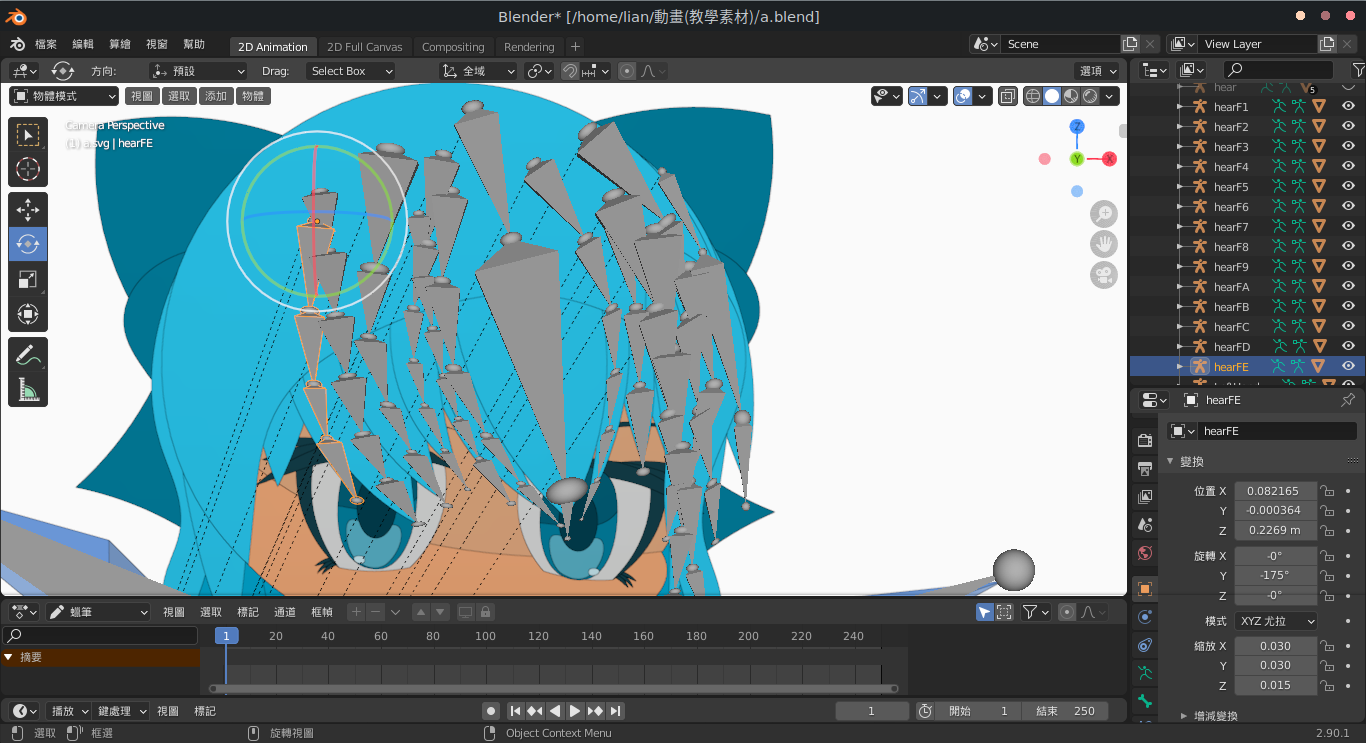 Blender* [/home/lian/動畫(教學素材)/a.blend]
檔案 編輯 算繪 視窗 幫助 2D Animation 2D Full Canvas Compositing Rendering + Scene View Layer
方向: 預設 Drag: Select Box 全域 選項
物體模式 視圖 選取 添加 物體
Camera Perspective
(1) a.svg | hearFE
Z
Y
X
hear 5
hearF1
hearF2
hearF3
hearF4
hearF5
hearF6
hearF7
hearF8
hearF9
hearFA
hearFB
hearFC
hearFD
hearFE
hearFE
hearFE
變換
位置 X 0.082165
Y -0.000364
Z 0.2269 m
旋轉 X -0°
Y -175°
Z -0°
模式 XYZ 尤拉
縮放 X 0.030
Y 0.030
Z 0.015
增減變換
蠟筆 視圖 選取 標記 通道 框幀
1 20 40 60 80 100 120 140 160 180 200 220 240
摘要
播放 鍵處理 視圖 標記 1 開始 1 結束 250
選取 框選 旋轉視圖 Object Context Menu 2.90.1